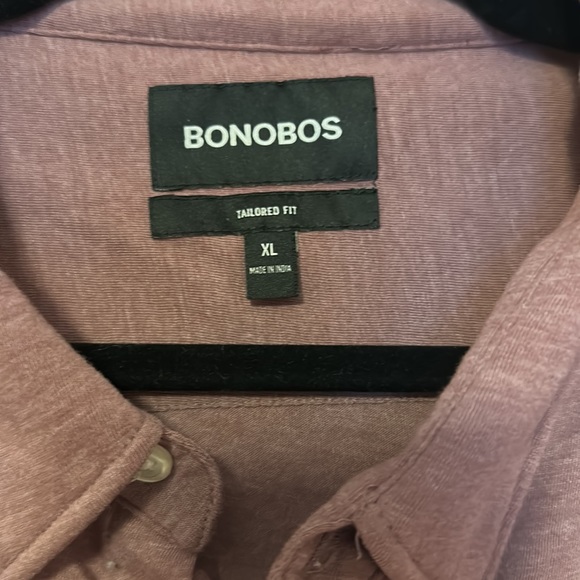 BONOBOS
TAILORED FIT
XL
MADE IN INDIA